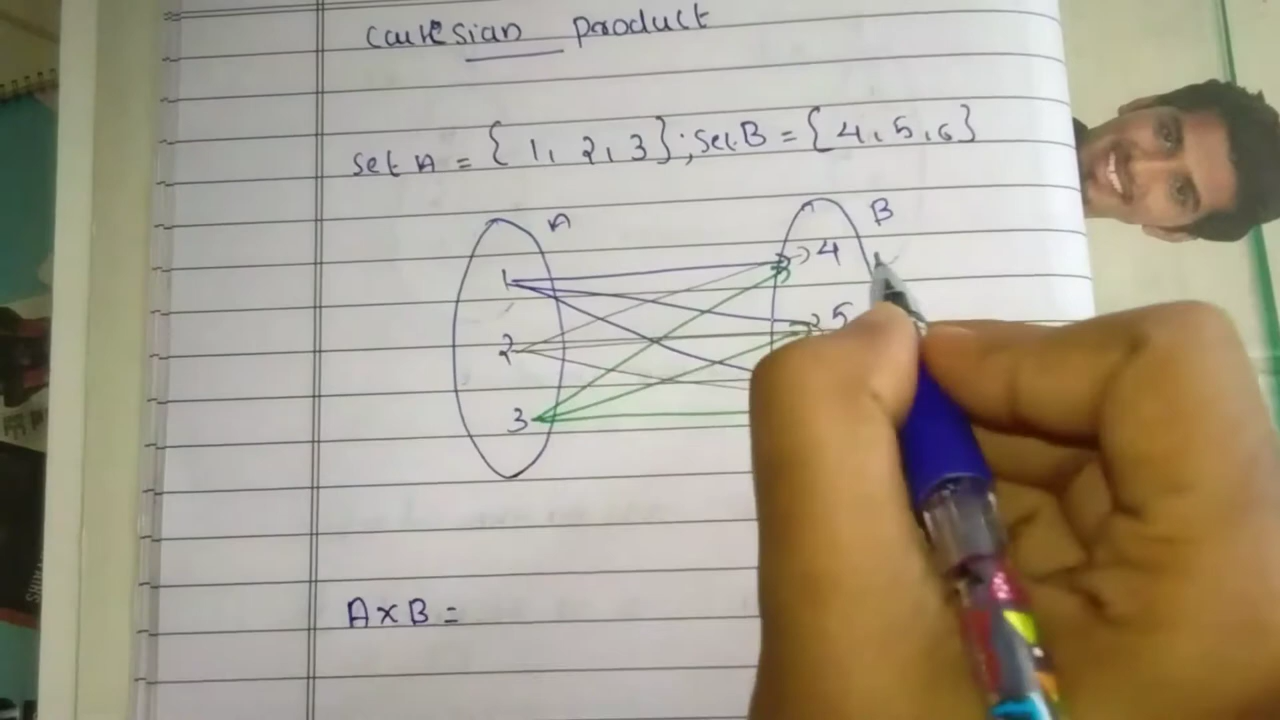 Cartesian product
Set A = { 1, 2, 3 } ; Set B = { 4, 5, 6 }
A B
1 4
2 5
3
A x B =